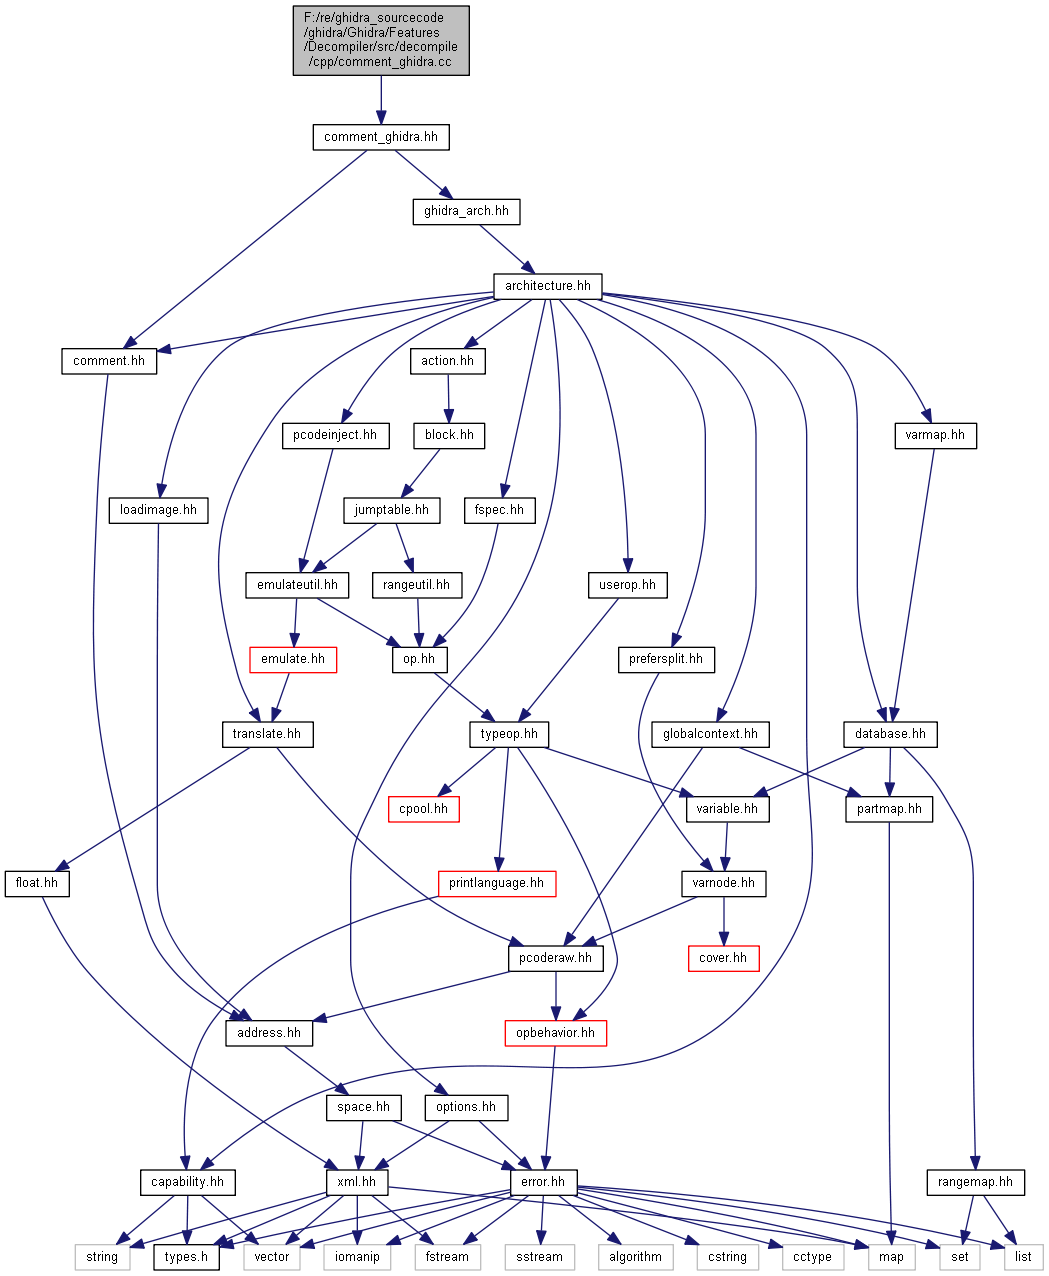 F:/re/ghidra_sourcecode
/ghidra/Ghidra/Features
/Decompiler/src/decompile
/cpp/comment_ghidra.cc
comment_ghidra.hh
ghidra_arch.hh
architecture.hh
comment.hh
action.hh
pcodeinject.hh
block.hh
varmap.hh
loadimage.hh
jumptable.hh
fspec.hh
emulateutil.hh
rangeutil.hh
userop.hh
emulate.hh
op.hh
prefersplit.hh
translate.hh
typeop.hh
globalcontext.hh
database.hh
cpool.hh
variable.hh
partmap.hh
float.hh
printlanguage.hh
varnode.hh
pcoderaw.hh
cover.hh
address.hh
opbehavior.hh
space.hh
options.hh
capability.hh
xml.hh
error.hh
rangemap.hh
string
types.h
vector
iomanip
fstream
sstream
algorithm
cstring
cctype
map
set
list